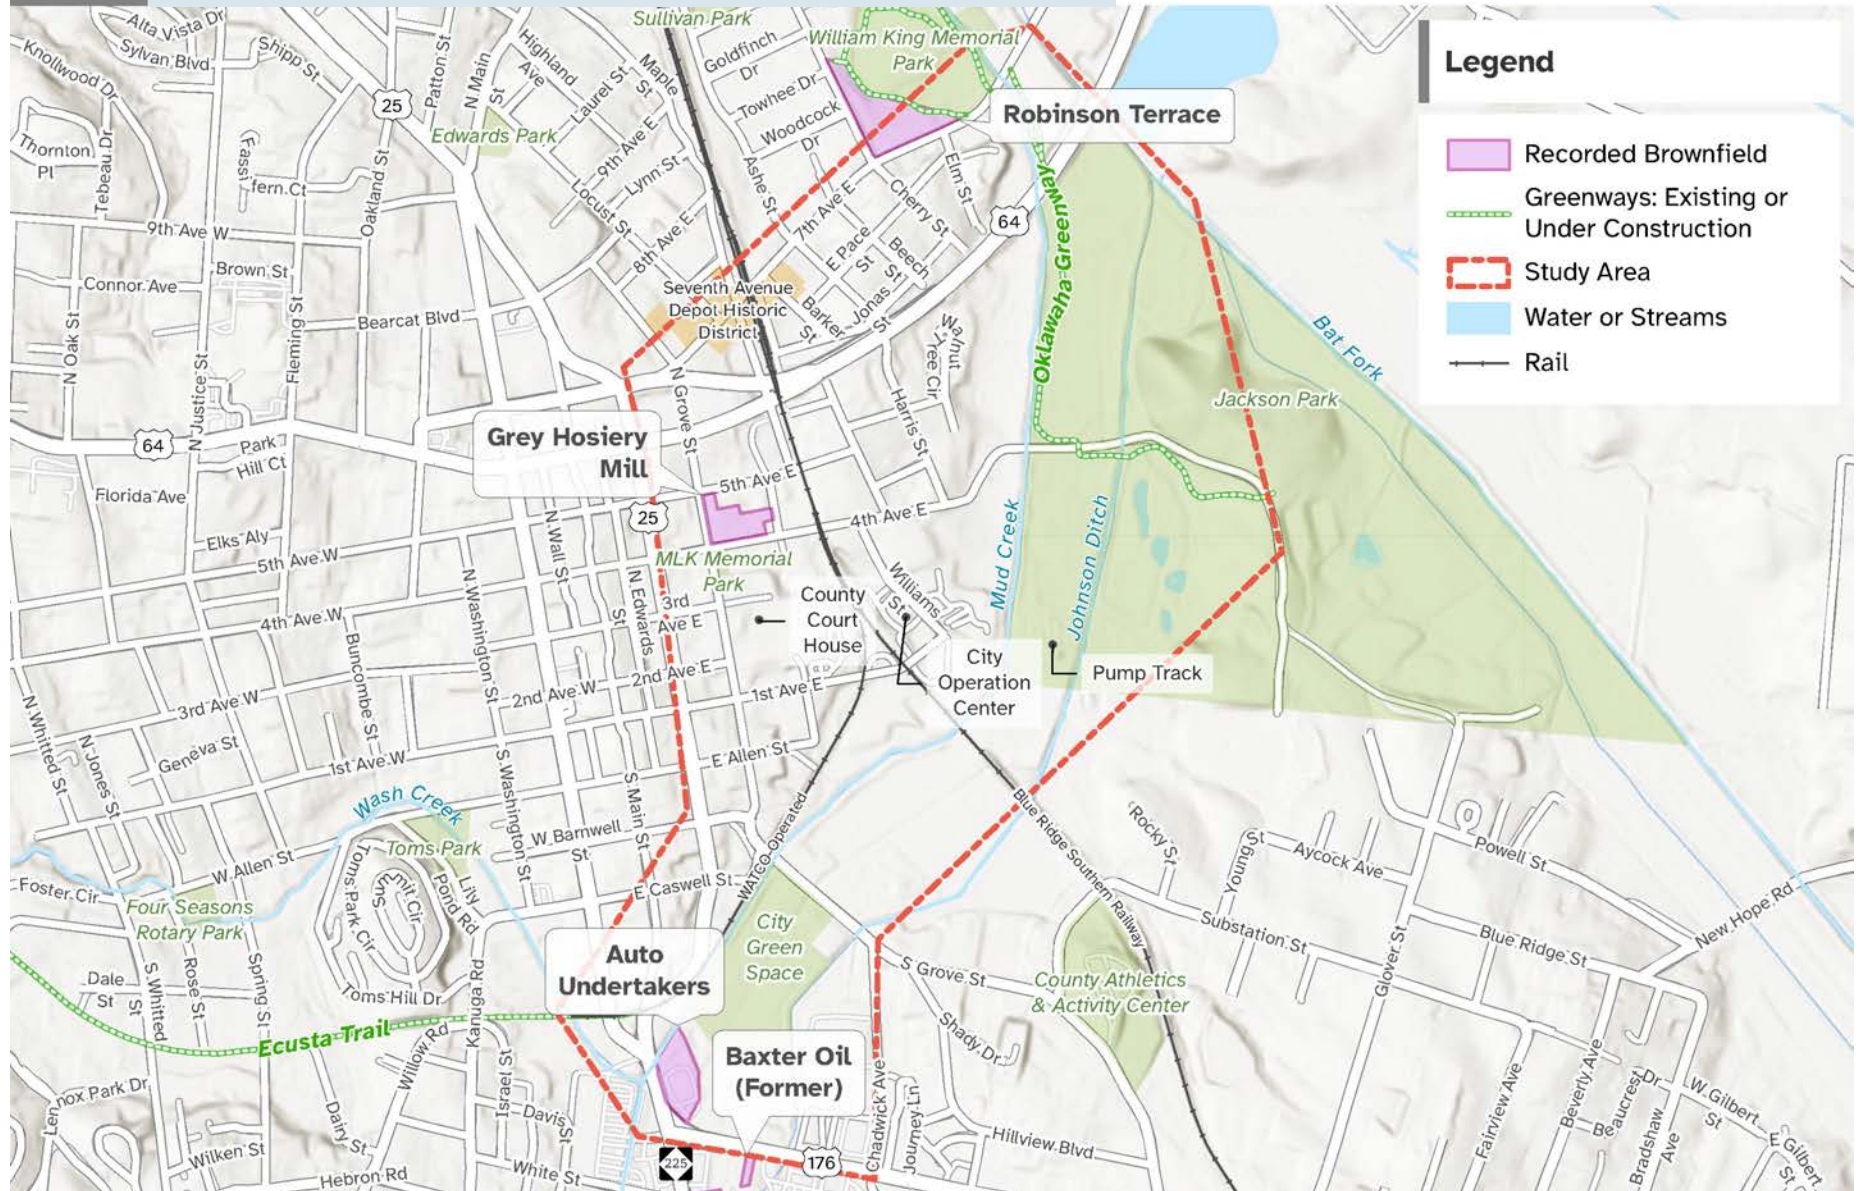 Legend
Recorded Brownfield
Greenways: Existing or
Under Construction
Study Area
Water or Streams
Rail
Alta Vista Dr
Sylvan Blvd
Shipp St
Knollwood Dr
Thornton
Pl
Tebeau Dr
25
Patton St
N Main
St
Highland
Ave
Laurel St
Maple
St
Sullivan Park
Goldfinch
Dr
Towhee Dr
Woodcock
Dr
William King Memorial
Park
Robinson Terrace
Edwards Park
9th Ave E
Lynn St
Locust St
8th Ave E
Ashe St
7th Ave E
Elm St
Cherry St
E Pace
St
Beech
St
Jonas St
Barker
St
64
Oklawaha Greenway
Fassifern Ct
Oakland St
9th Ave W
Brown St
Connor Ave
Bearcat Blvd
Fleming St
N Oak St
N Justice St
Seventh Avenue
Depot Historic
District
Walnut
Tree Cir
Harris St
N Grove St
Bat Fork
Jackson Park
64
Park
Hill Ct
Florida Ave
Grey Hosiery
Mill
5th Ave E
4th Ave E
25
MLK Memorial
Park
Elks Aly
5th Ave W
N Wall St
N Edwards
St
4th Ave W
N Washington St
Buncombe St
3rd
Ave E
County
Court
House
Williams
St
Mud Creek
Johnson Ditch
City
Operation
Center
Pump Track
2nd Ave E
2nd Ave W
1st Ave E
3rd Ave W
N Whitted St
N Jones St
Geneva St
1st Ave W
S Washington St
S Main St
E Allen St
WATCO Operated
Blue Ridge Southern Railway
Wash Creek
W Barnwell
St
Toms Park
W Allen St
Foster Cir
Four Seasons
Rotary Park
Toms Park Cir
Summit Cir
Lily
Pond Rd
E Caswell St
City
Green
Space
Rocky St
Young St
Aycock Ave
Powell St
New Hope Rd
Substation St
Blue Ridge St
Glover St
S Grove St
County Athletics
& Activity Center
Auto
Undertakers
Dale
St
S Whitted
St
Rose St
Spring St
Toms Hill Dr
Kanuga Rd
Ecusta Trail
Willow Rd
Israel St
Baxter Oil
(Former)
Shady Dr
Chadwick Ave
Journey Ln
Hillview Blvd
Lennox Park Dr
Dairy St
Davis St
Wilken St
Hebron Rd
White St
225
176
Fairview Ave
Beverly Ave
Beaucrest Dr
Bradshaw
Ave
W Gilbert
St
E Gilbert
St